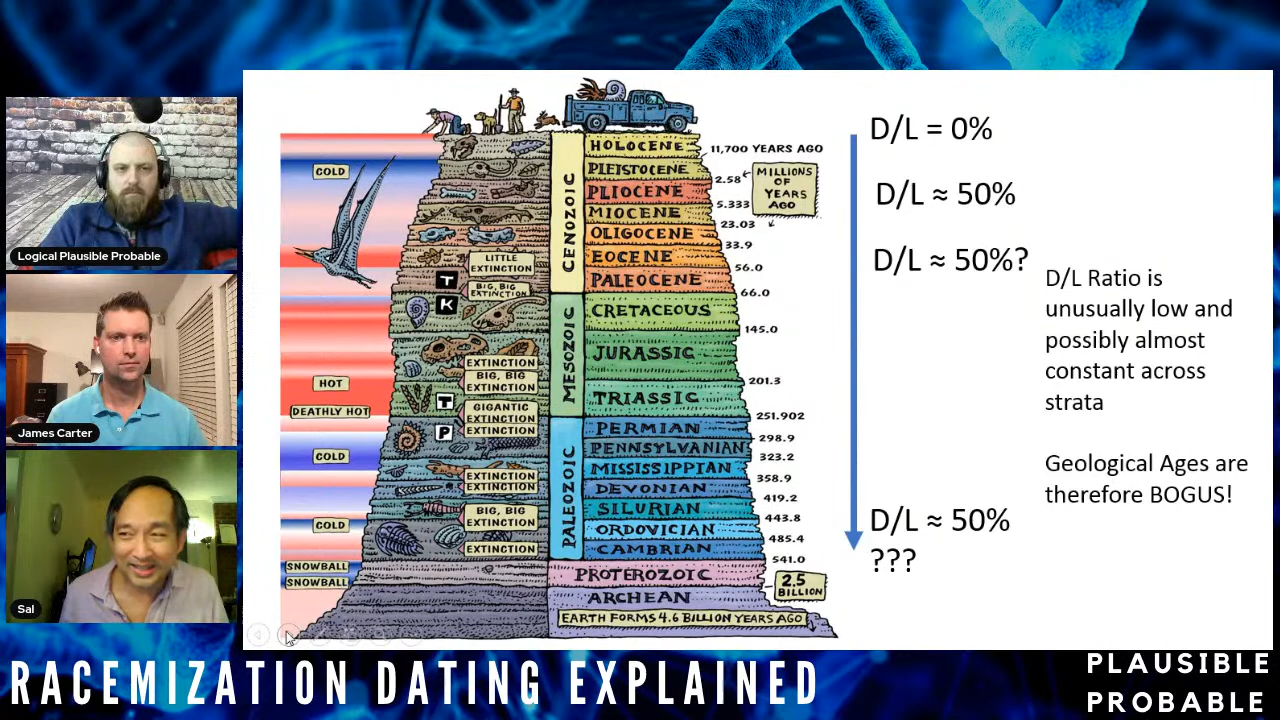 Logical Plausible Probable
James Carter
Sal
COLD
HOT
DEATHLY HOT
COLD
COLD
SNOWBALL
SNOWBALL
LITTLE
EXTINCTION
T
BIG, BIG
EXTINCTION
K
EXTINCTION
BIG, BIG
EXTINCTION
T
GIGANTIC
EXTINCTION
EXTINCTION
P
EXTINCTION
EXTINCTION
BIG, BIG
EXTINCTION
EXTINCTION
CENOZOIC
MESOZOIC
PALEOZOIC
HOLOCENE
PLEISTOCENE
PLIOCENE
MIOCENE
OLIGOCENE
EOCENE
PALEOCENE
CRETACEOUS
JURASSIC
TRIASSIC
PERMIAN
PENNSYLVANIAN
MISSISSIPPIAN
DEVONIAN
SILURIAN
ORDOVICIAN
CAMBRIAN
PROTEROZOIC
ARCHEAN
EARTH FORMS 4.6 BILLION YEARS AGO
11,700 YEARS AGO
2.58
MILLIONS
OF
YEARS
AGO
5.333
23.03
33.9
56.0
66.0
145.0
201.3
251.902
298.9
323.2
358.9
419.2
443.8
485.4
541.0
2.5
BILLION
D/L = 0%
D/L ≈ 50%
D/L ≈ 50%?
D/L ≈ 50%
???
D/L Ratio is
unusually low and
possibly almost
constant across
strata
Geological Ages are
therefore BOGUS!
RACEMIZATION DATING EXPLAINED
PLAUSIBLE
PROBABLE